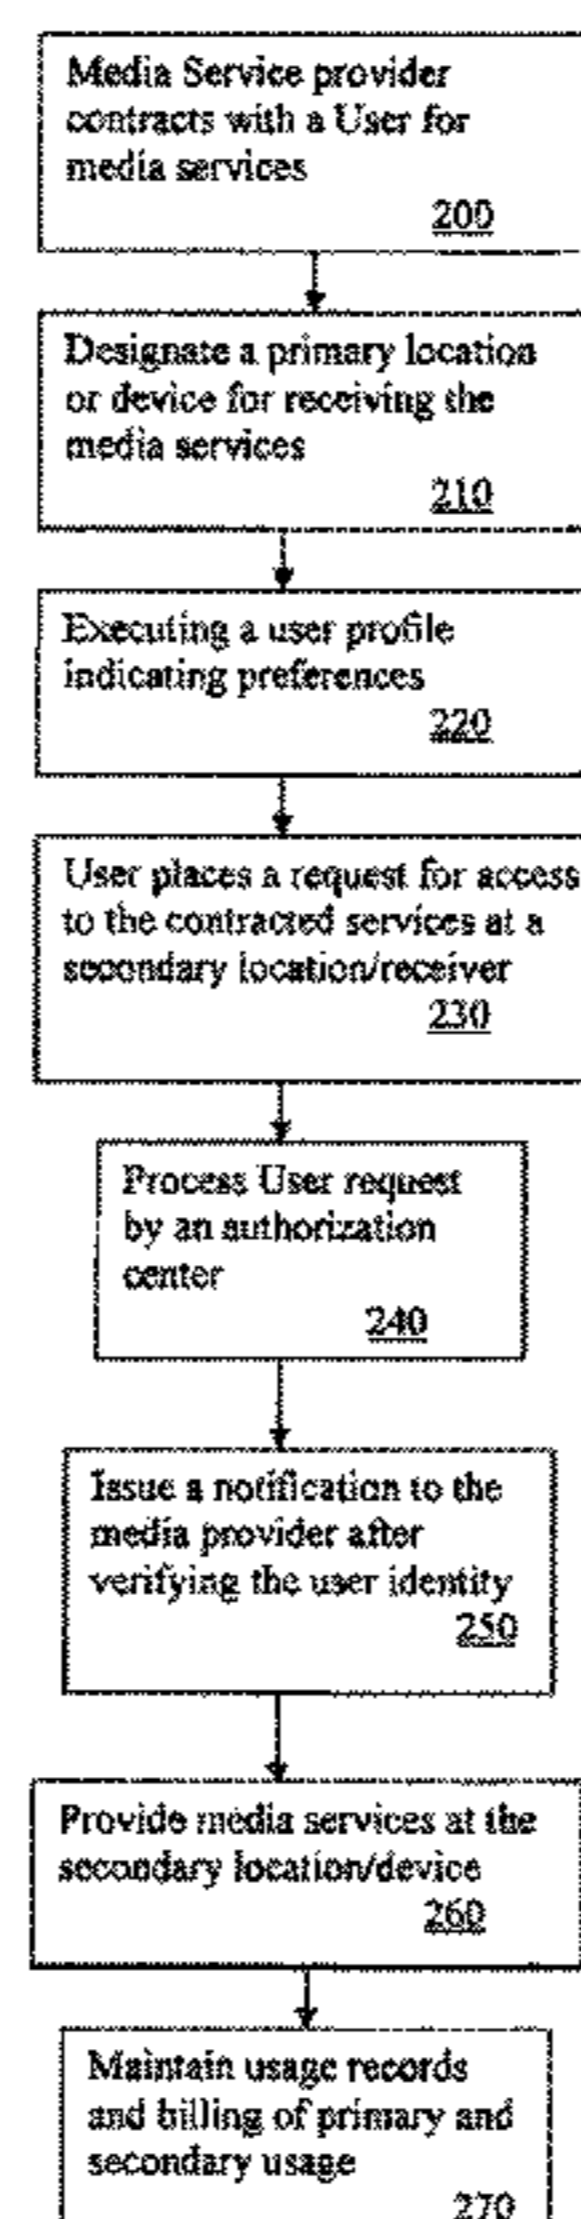 Media Service provider
contracts with a User for
media services
200
Designate a primary location
or device for receiving the
media services
210
Executing a user profile
indicating preferences
220
User places a request for access
to the contracted services at a
secondary location/receiver
230
Process User request
by an authorization
center
240
Issue a notification to the
media provider after
verifying the user identity
250
Provide media services at the
secondary location/device
260
Maintain usage records
and billing of primary and
secondary usage
270